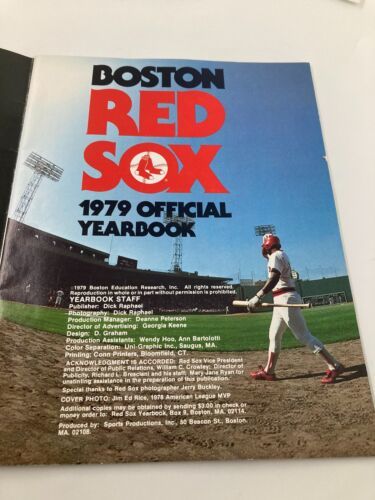 BOSTON
RED
SOX
1979 OFFICIAL
YEARBOOK
©1979 Boston Education Research, Inc. All rights reserved.
Reproduction in whole or in part without permission is prohibited.
YEARBOOK STAFF
Publisher: Dick Raphael
Photography: Dick Raphael
Production Manager: Deanne Peterson
Director of Advertising: Georgia Keene
Design: D. Graham
Production Assistants: Wendy Hoo, Ann Bartolotti
Color Separation: Uni-Graphic Inc., Saugus, MA.
Printing: Conn Printers, Bloomfield, CT.
ACKNOWLEDGMENT IS ACCORDED: Red Sox Vice President
and Director of Public Relations, William C. Crowley; Director of
Publicity, Richard L. Bresciani and his staff: Mary Jane Ryan for
unstinting assistance in the preparation of this publication.
Special thanks to Red Sox photographer Jerry Buckley.
COVER PHOTO: Jim Ed Rice, 1978 American League MVP
Additional copies may be obtained by sending $3.00 in check or
money order to: Red Sox Yearbook, Box 9, Boston, MA. 02114.
Produced by: Sports Productions, Inc., 50 Beacon St., Boston,
MA. 02108.